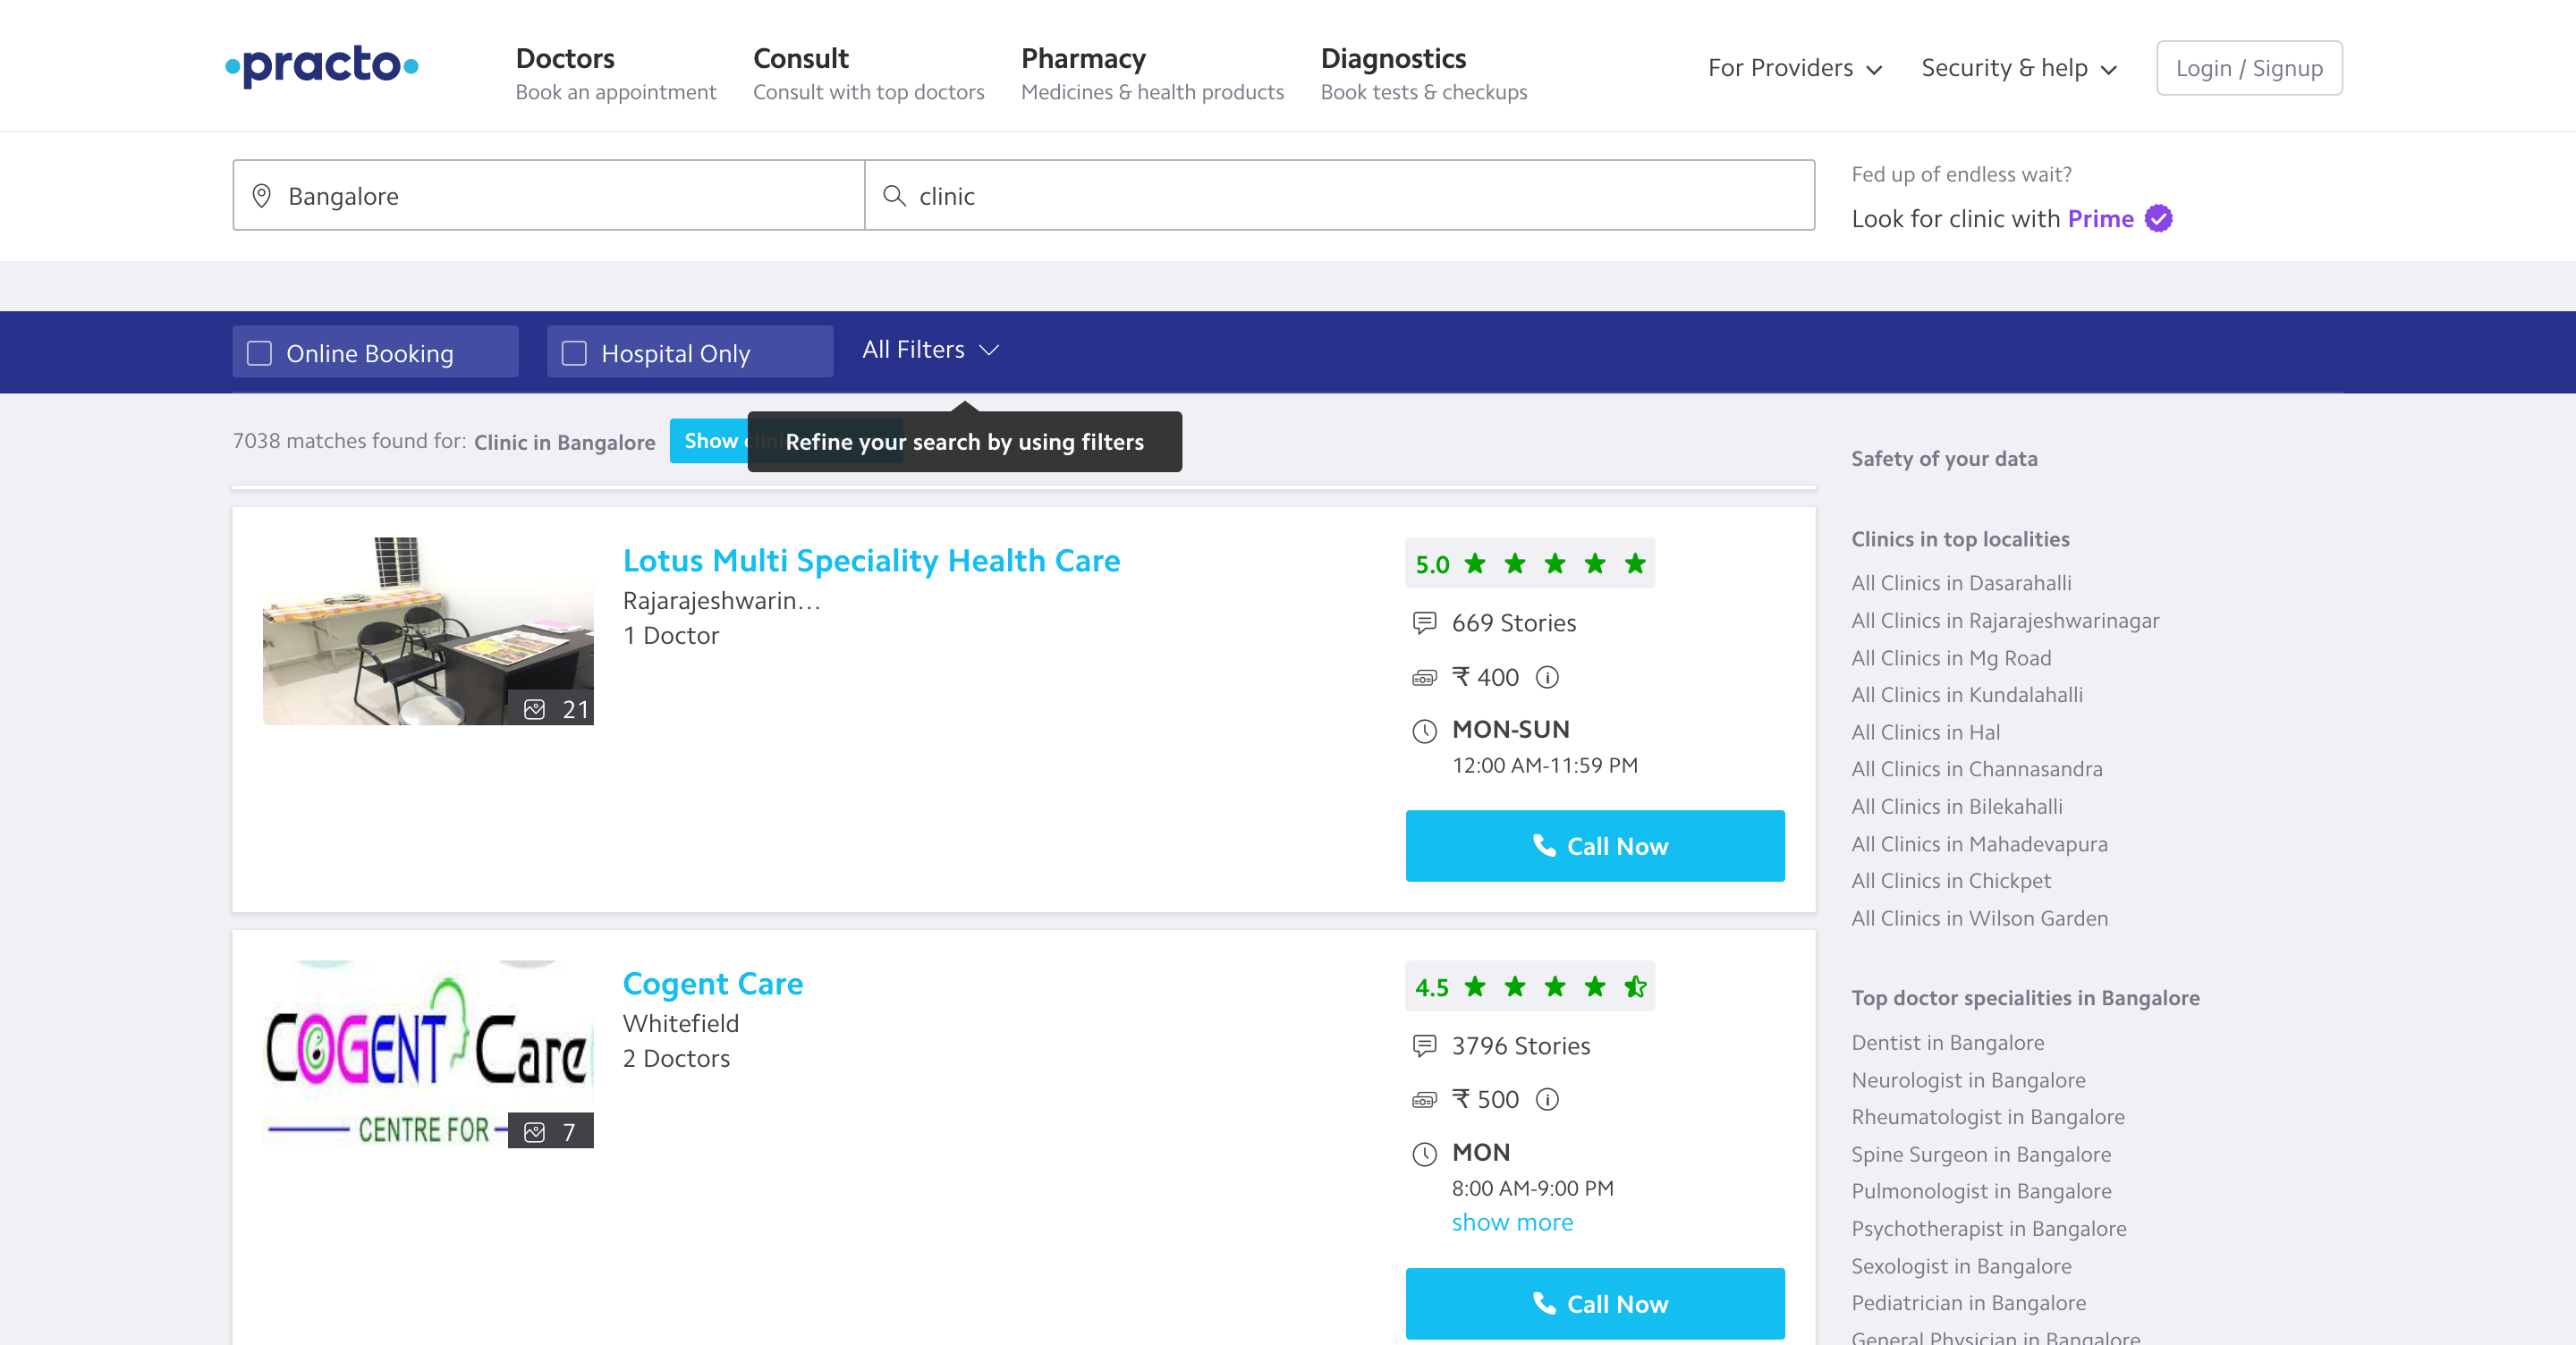 practo
Doctors
Book an appointment
Consult
Consult with top doctors
Pharmacy
Medicines & health products
Diagnostics
Book tests & checkups
For Providers
Security & help
Login / Signup
Bangalore
clinic
Fed up of endless wait?
Look for clinic with Prime
Online Booking
Hospital Only
All Filters
7038 matches found for: Clinic in Bangalore
Show
Refine your search by using filters
Lotus Multi Speciality Health Care
Rajarajeshwarin…
1 Doctor
21
5.0
669 Stories
₹ 400
MON-SUN
12:00 AM-11:59 PM
Call Now
COGENT Care
CENTRE FOR
7
Cogent Care
Whitefield
2 Doctors
4.5
3796 Stories
₹ 500
MON
8:00 AM-9:00 PM
show more
Call Now
Safety of your data
Clinics in top localities
All Clinics in Dasarahalli
All Clinics in Rajarajeshwarinagar
All Clinics in Mg Road
All Clinics in Kundalahalli
All Clinics in Hal
All Clinics in Channasandra
All Clinics in Bilekahalli
All Clinics in Mahadevapura
All Clinics in Chickpet
All Clinics in Wilson Garden
Top doctor specialities in Bangalore
Dentist in Bangalore
Neurologist in Bangalore
Rheumatologist in Bangalore
Spine Surgeon in Bangalore
Pulmonologist in Bangalore
Psychotherapist in Bangalore
Sexologist in Bangalore
Pediatrician in Bangalore
General Physician in Bangalore